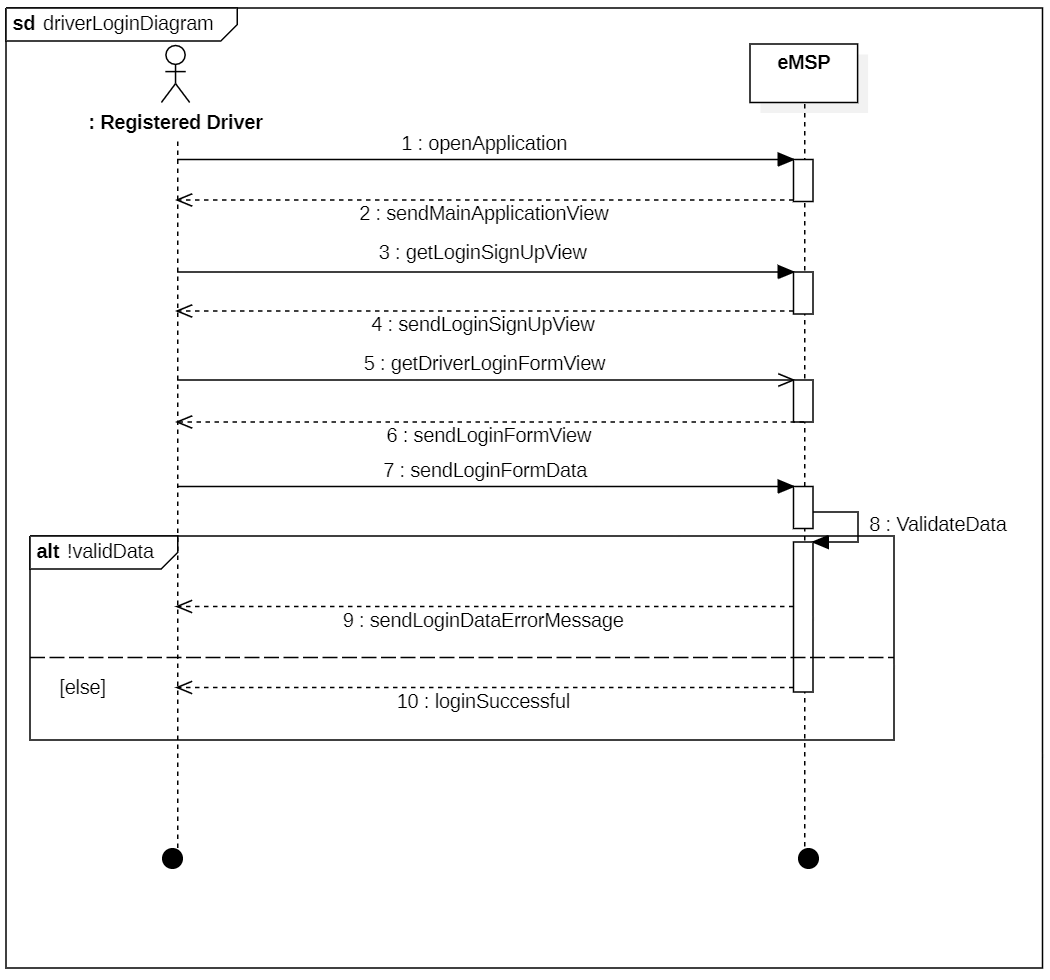 sd driverLoginDiagram
: Registered Driver
eMSP
1 : openApplication
2 : sendMainApplicationView
3 : getLoginSignUpView
4 : sendLoginSignUpView
5 : getDriverLoginFormView
6 : sendLoginFormView
7 : sendLoginFormData
8 : ValidateData
alt !validData
9 : sendLoginDataErrorMessage
[else]
10 : loginSuccessful